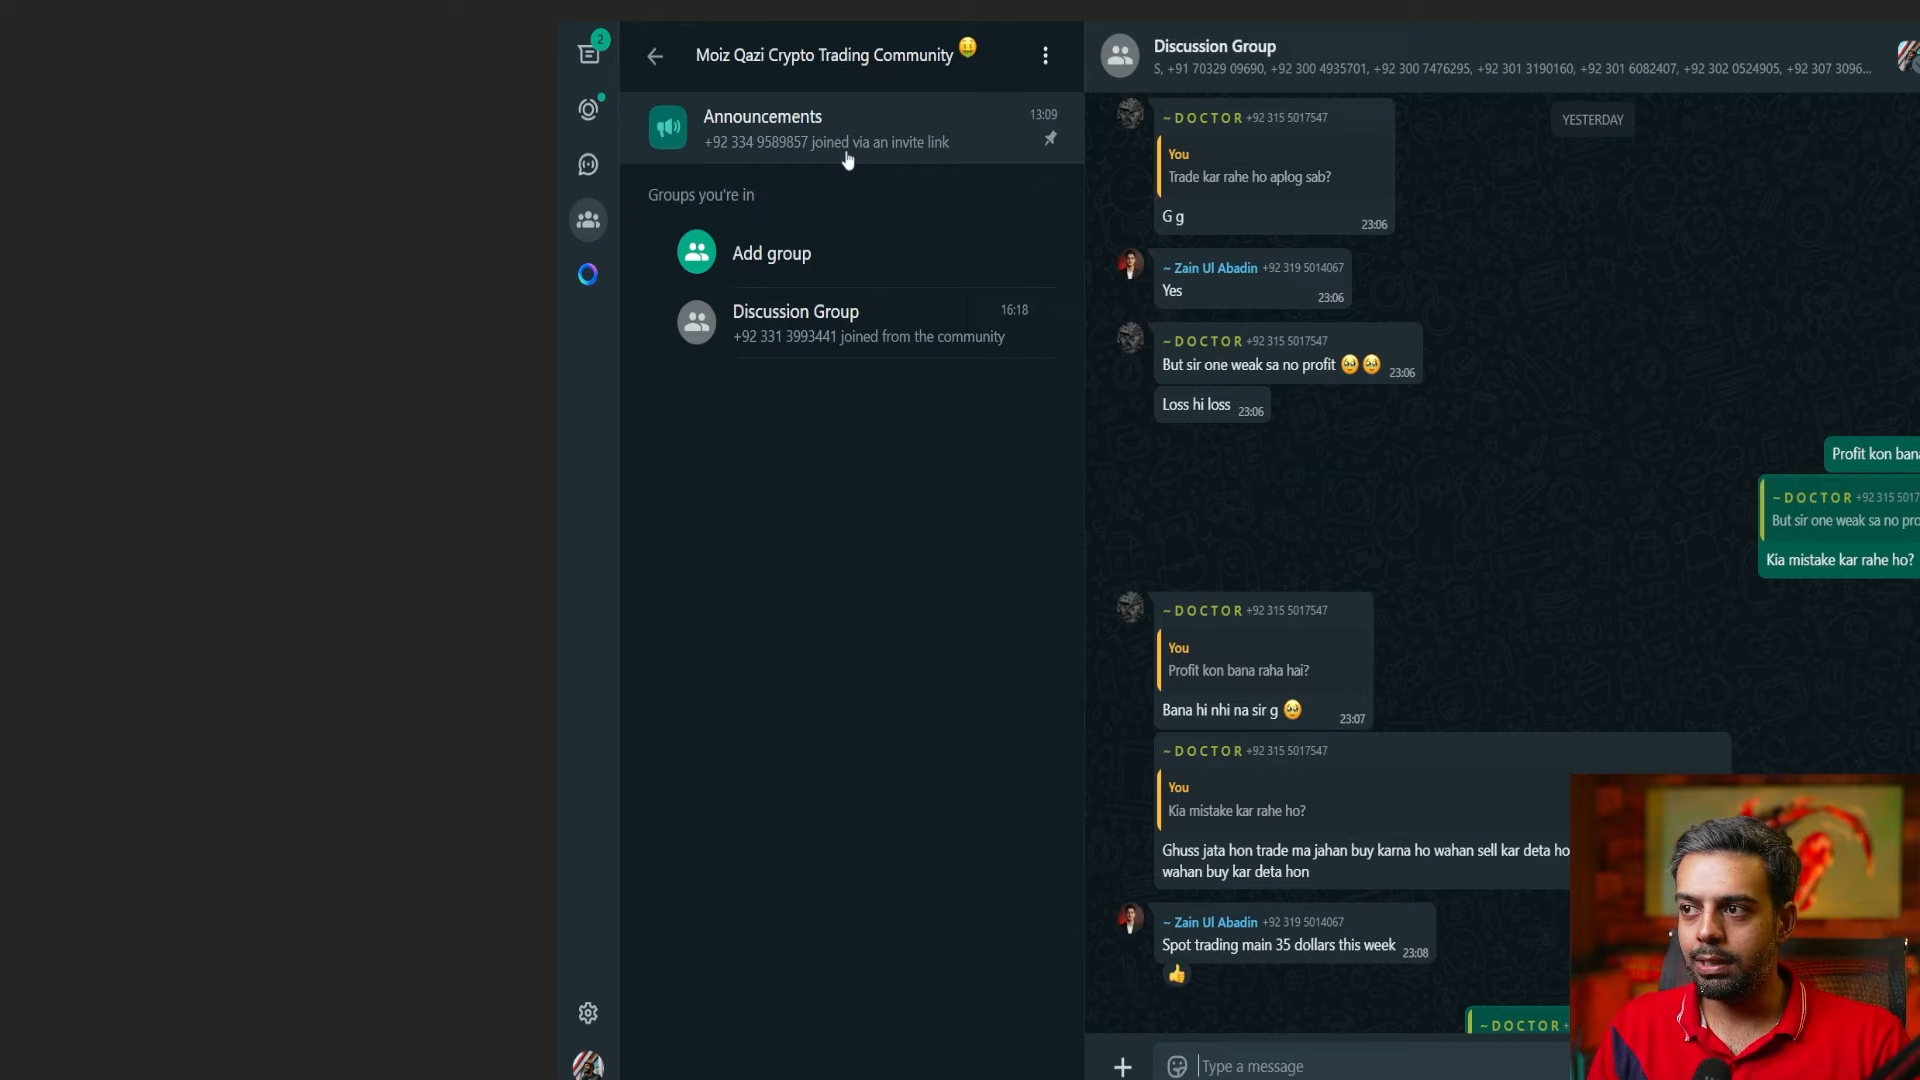 2
Moiz Qazi Crypto Trading Community 🤑
Announcements
13:09
+92 334 9589857 joined via an invite link
Groups you're in
Add group
Discussion Group
16:18
+92 331 3993441 joined from the community
Discussion Group
S, +91 70329 09690, +92 300 4935701, +92 300 7476295, +92 301 3190160, +92 301 6082407, +92 302 0524905, +92 307 3096...
YESTERDAY
~ D O C T O R +92 315 5017547
You
Trade kar rahe ho aplog sab?
G g
23:06
~ Zain Ul Abadin +92 319 5014067
Yes
23:06
~ D O C T O R +92 315 5017547
But sir one weak sa no profit 🥹 🥹
23:06
Loss hi loss 23:06
Profit kon bana
~ D O C T O R +92 315 5017
But sir one weak sa no pro
Kia mistake kar rahe ho?
~ D O C T O R +92 315 5017547
You
Profit kon bana raha hai?
Bana hi nhi na sir g 🥹
23:07
~ D O C T O R +92 315 5017547
You
Kia mistake kar rahe ho?
Ghuss jata hon trade ma jahan buy karna ho wahan sell kar deta ho
wahan buy kar deta hon
~ Zain Ul Abadin +92 319 5014067
Spot trading main 35 dollars this week 23:08
👍
~ D O C T O R +
Type a message